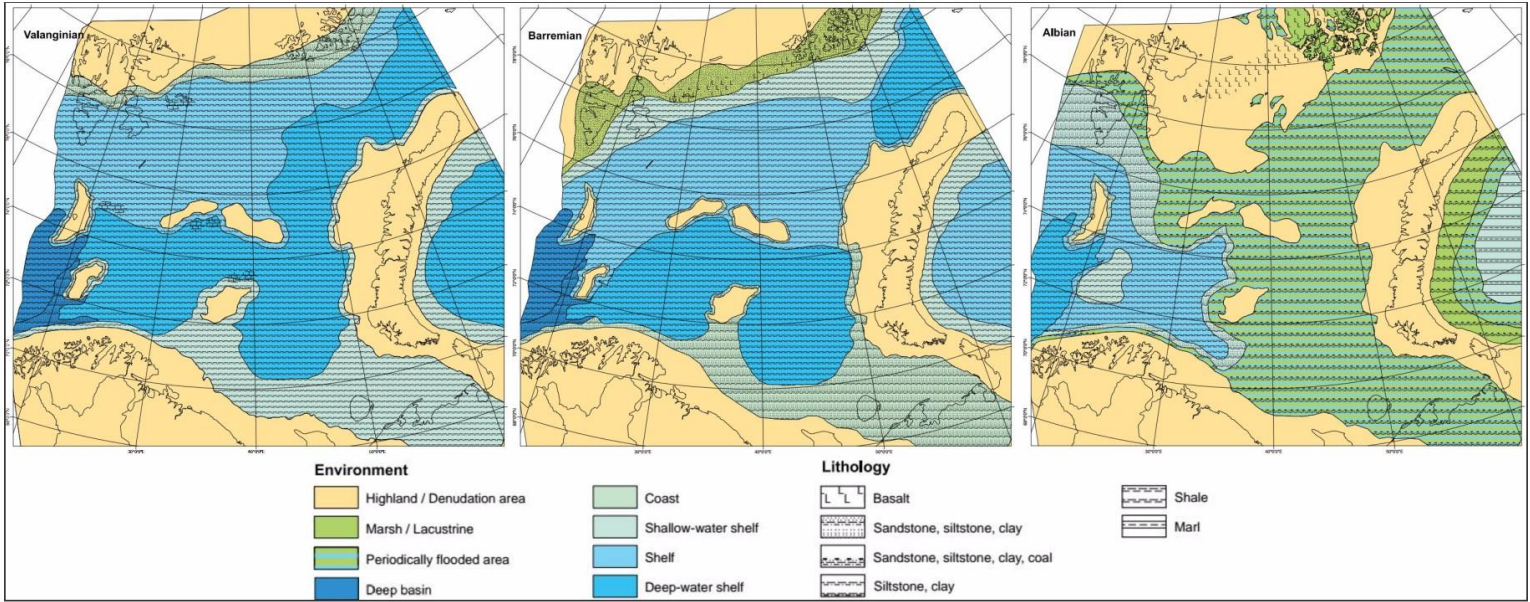 Valanginian
Barremian
Albian
Environment
Highland / Denudation area
Marsh / Lacustrine
Periodically flooded area
Deep basin
Coast
Shallow-water shelf
Shelf
Deep-water shelf
Lithology
L L L Basalt
Sandstone, siltstone, clay
Sandstone, siltstone, clay, coal
Siltstone, clay
Shale
Marl